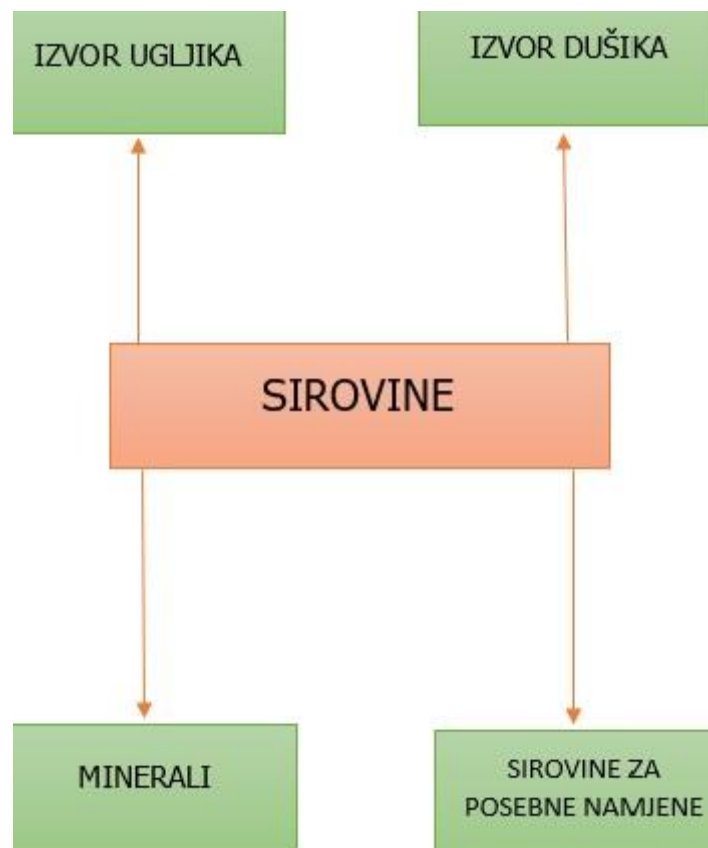 IZVOR UGLJIKA
IZVOR DUŠIKA
SIROVINE
MINERALI
SIROVINE ZA
POSEBNE NAMJENE